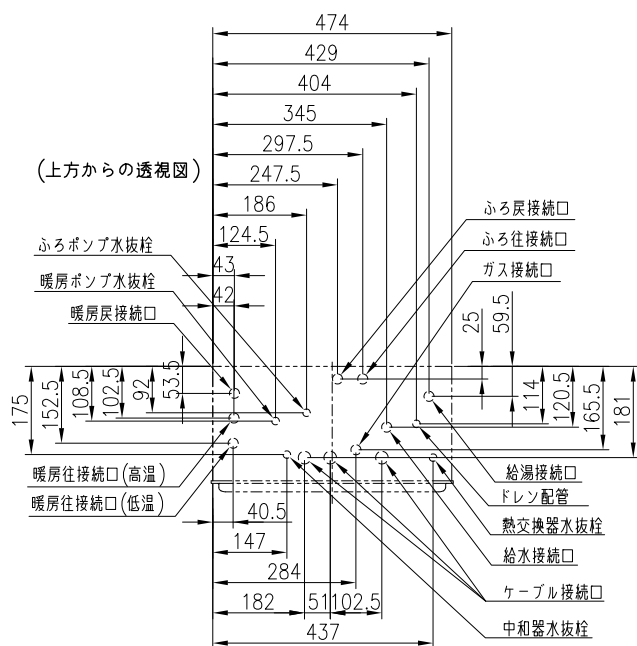 474
429
404
345
297.5
(上方からの透視図)
247.5
186
124.5
43
42
ふろポンプ水抜栓
暖房ポンプ水抜栓
暖房戻接続口
ふろ戻接続口
ふろ往接続口
ガス接続口
25
59.5
175
152.5
108.5
102.5
92
53.5
114
120.5
165.5
181
暖房往接続口(高温)
暖房往接続口(低温)
給湯接続口
ドレン配管
熱交換器水抜栓
給水接続口
ケーブル接続口
中和器水抜栓
40.5
147
284
182
51
102.5
437